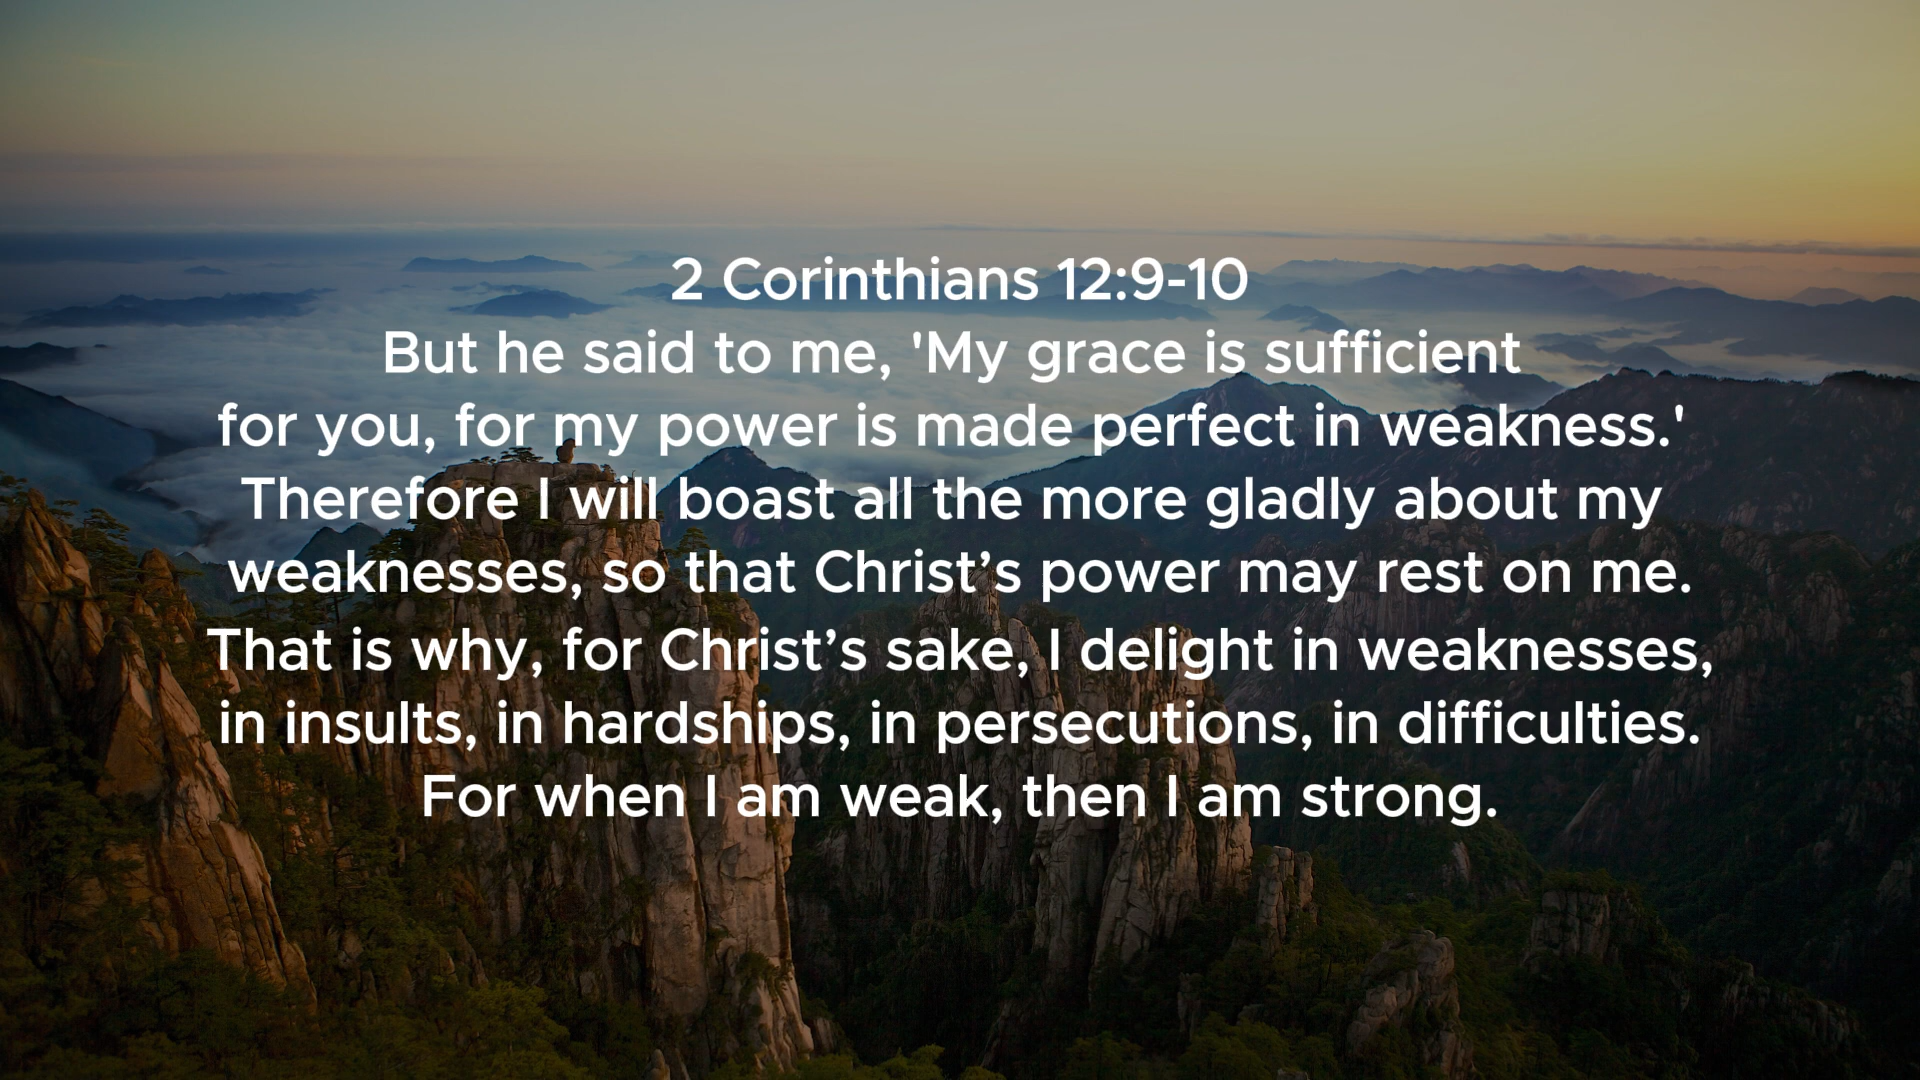 2 Corinthians 12:9-10
But he said to me, 'My grace is sufficient
for you, for my power is made perfect in weakness.'
Therefore I will boast all the more gladly about my
weaknesses, so that Christ’s power may rest on me.
That is why, for Christ’s sake, I delight in weaknesses,
in insults, in hardships, in persecutions, in difficulties.
For when I am weak, then I am strong.